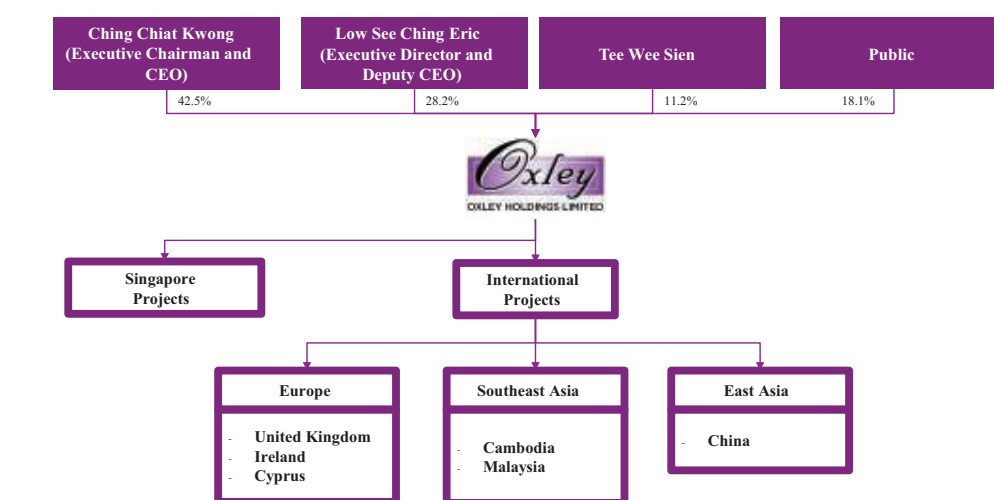 Ching Chiat Kwong
(Executive Chairman and
CEO)
Low See Ching Eric
(Executive Director and
Deputy CEO)
Tee Wee Sien
Public
42.5%
28.2%
11.2%
18.1%
Oxley
OXLEY HOLDINGS LIMITED
Singapore
Projects
International
Projects
Europe
Southeast Asia
East Asia
- United Kingdom
- Ireland
- Cyprus
- Cambodia
- Malaysia
- China